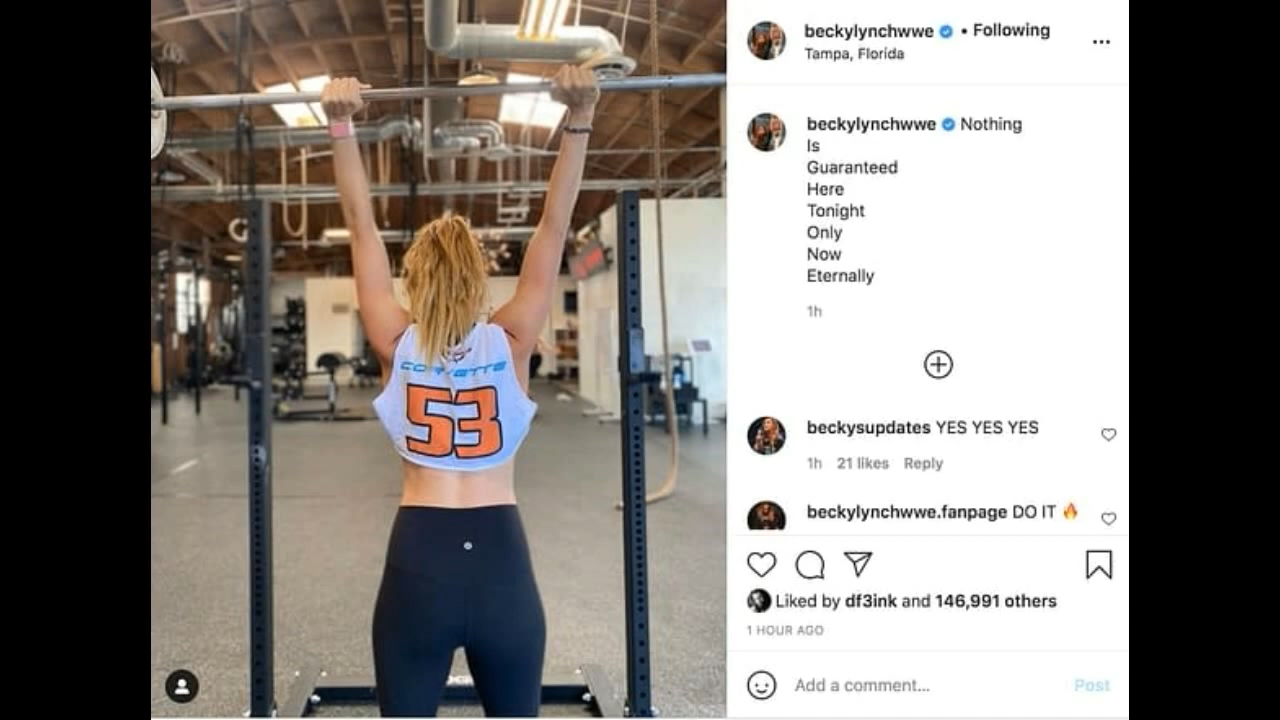 beckylynchwwe • Following
Tampa, Florida
beckylynchwwe Nothing
Is
Guaranteed
Here
Tonight
Only
Now
Eternally
1h
beckysupdates YES YES YES
1h 21 likes Reply
beckylynchwwe.fanpage DO IT 🔥
Liked by df3ink and 146,991 others
1 HOUR AGO
Add a comment... Post
CORVETTE
53